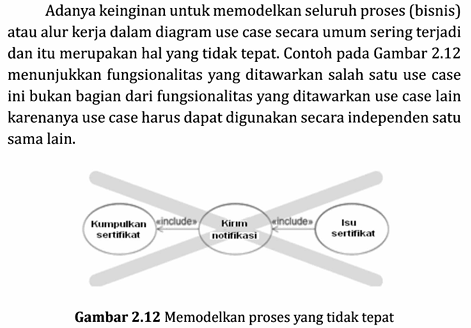 Adanya keinginan untuk memodelkan seluruh proses (bisnis)
atau alur kerja dalam diagram use case secara umum sering terjadi
dan itu merupakan hal yang tidak tepat. Contoh pada Gambar 2.12
menunjukkan fungsionalitas yang ditawarkan salah satu use case
ini bukan bagian dari fungsionalitas yang ditawarkan use case lain
karenanya use case harus dapat digunakan secara independen satu
sama lain.
Kumpulkan
sertifikat
«include»
Kirim
notifikasi
«include»
Isu
sertifikat
Gambar 2.12 Memodelkan proses yang tidak tepat